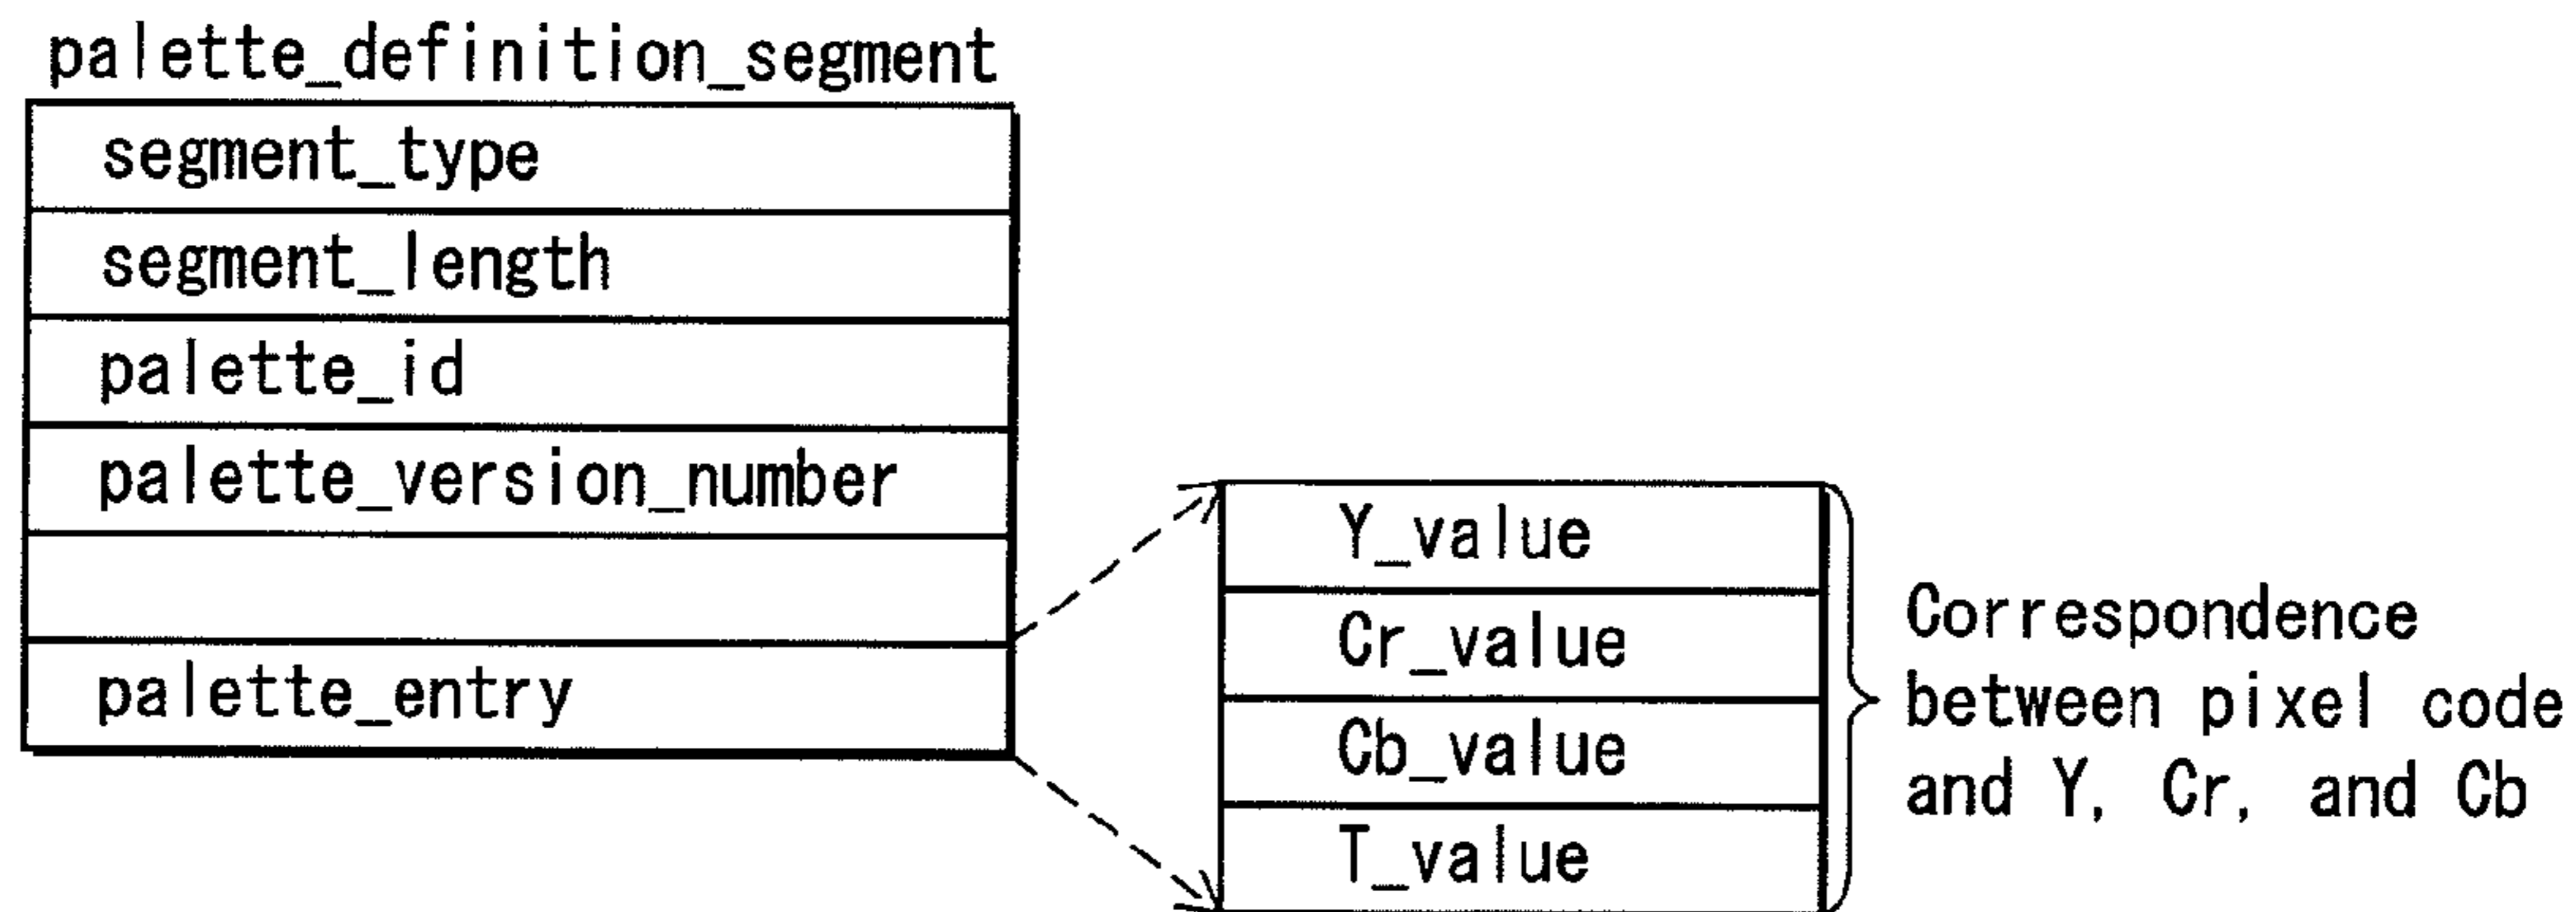 palette_definition_segment
segment_type
segment_length
palette_id
palette_version_number
palette_entry
Y_value
Cr_value
Cb_value
T_value
Correspondence
between pixel code
and Y, Cr, and Cb